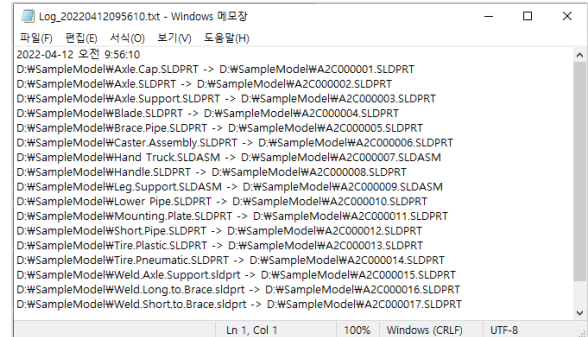 Log_20220412095610.txt - Windows 메모장
파일(F) 편집(E) 서식(O) 보기(V) 도움말(H)
2022-04-12 오전 9:56:10
D:₩SampleModel₩Axle.Cap.SLDPRT -> D:₩SampleModel₩A2C000001.SLDPRT
D:₩SampleModel₩Axle.SLDPRT -> D:₩SampleModel₩A2C000002.SLDPRT
D:₩SampleModel₩Axle.Support.SLDPRT -> D:₩SampleModel₩A2C000003.SLDPRT
D:₩SampleModel₩Blade.SLDPRT -> D:₩SampleModel₩A2C000004.SLDPRT
D:₩SampleModel₩Brace.Pipe.SLDPRT -> D:₩SampleModel₩A2C000005.SLDPRT
D:₩SampleModel₩Caster.Assembly.SLDPRT -> D:₩SampleModel₩A2C000006.SLDPRT
D:₩SampleModel₩Hand Truck.SLDASM -> D:₩SampleModel₩A2C000007.SLDASM
D:₩SampleModel₩Handle.SLDPRT -> D:₩SampleModel₩A2C000008.SLDPRT
D:₩SampleModel₩Leg.Support.SLDASM -> D:₩SampleModel₩A2C000009.SLDASM
D:₩SampleModel₩Lower Pipe.SLDPRT -> D:₩SampleModel₩A2C000010.SLDPRT
D:₩SampleModel₩Mounting.Plate.SLDPRT -> D:₩SampleModel₩A2C000011.SLDPRT
D:₩SampleModel₩Short.Pipe.SLDPRT -> D:₩SampleModel₩A2C000012.SLDPRT
D:₩SampleModel₩Tire.Plastic.SLDPRT -> D:₩SampleModel₩A2C000013.SLDPRT
D:₩SampleModel₩Tire.Pneumatic.SLDPRT -> D:₩SampleModel₩A2C000014.SLDPRT
D:₩SampleModel₩Weld.Axle.Support.sldprt -> D:₩SampleModel₩A2C000015.SLDPRT
D:₩SampleModel₩Weld.Long.to.Brace.sldprt -> D:₩SampleModel₩A2C000016.SLDPRT
D:₩SampleModel₩Weld.Short.to.Brace.sldprt -> D:₩SampleModel₩A2C000017.SLDPRT
Ln 1, Col 1 100% Windows (CRLF) UTF-8